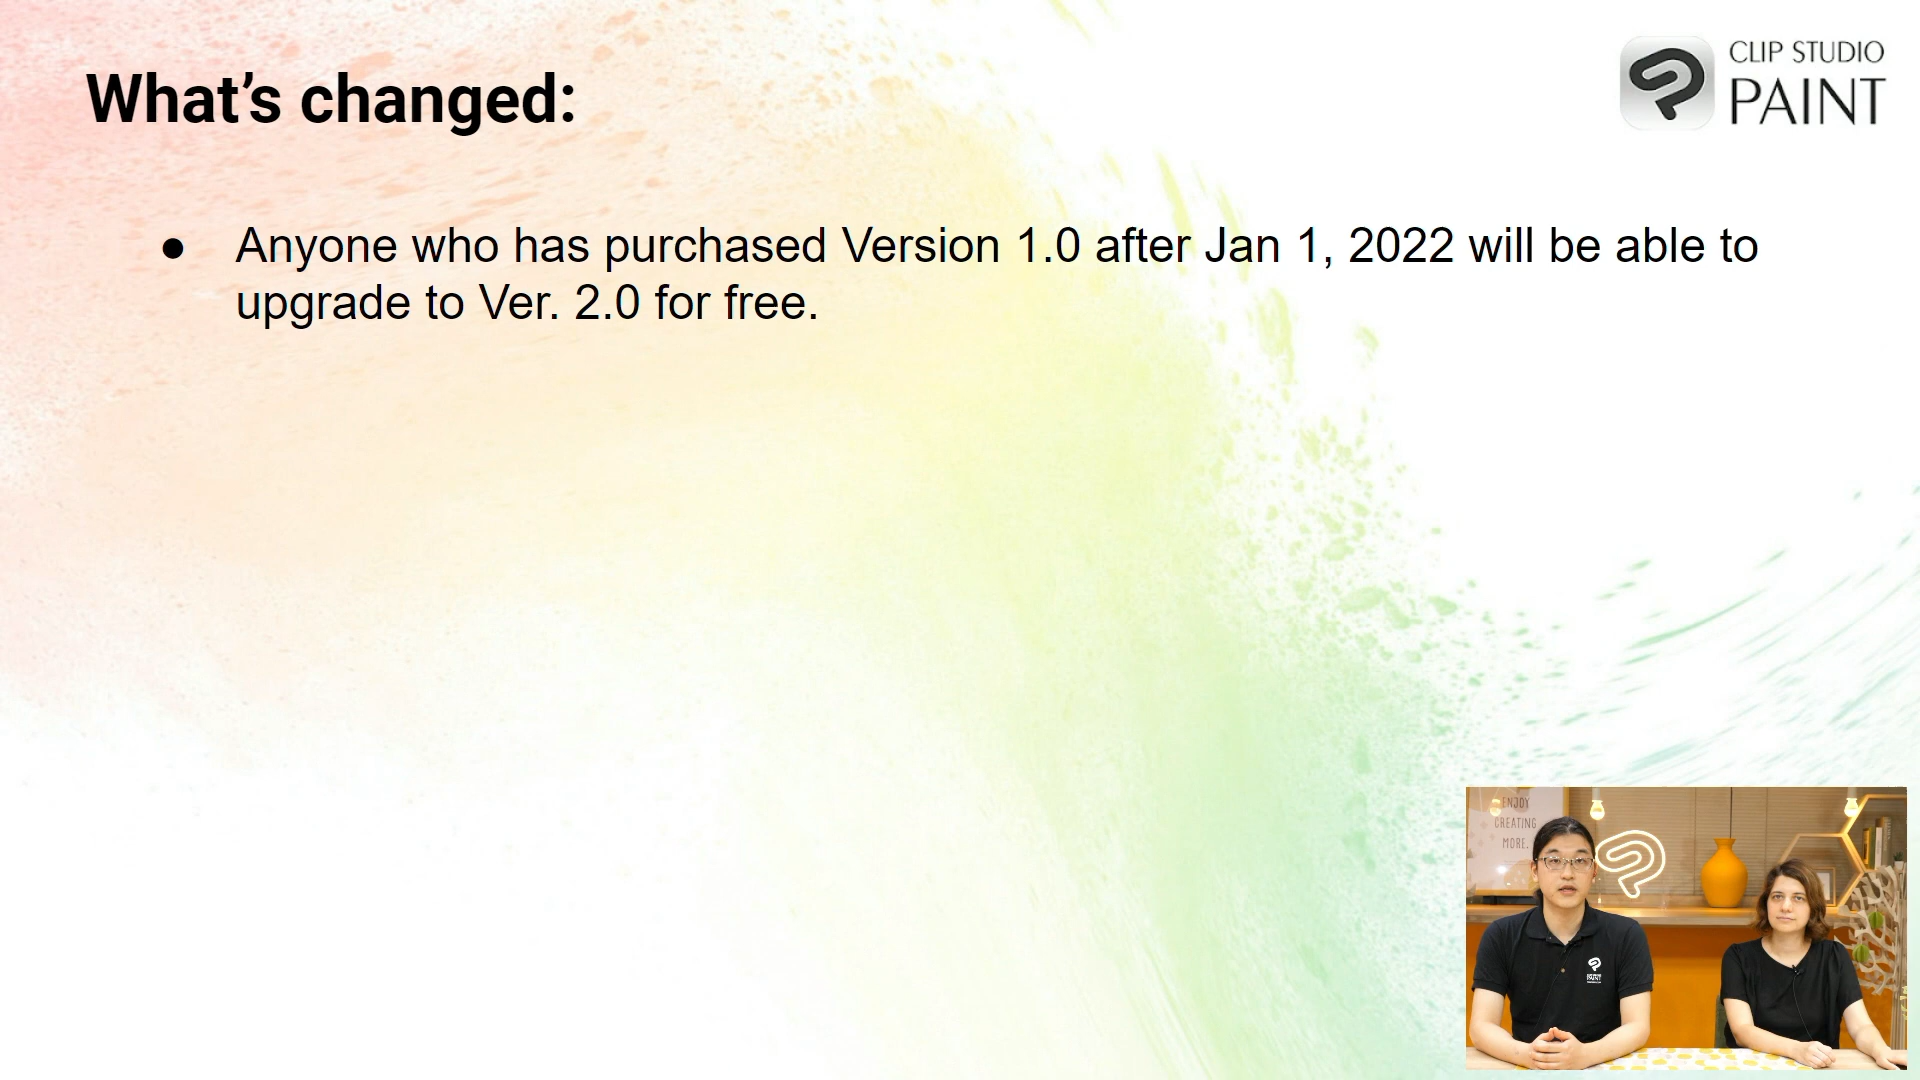 What’s changed:
CLIP STUDIO
PAINT
● Anyone who has purchased Version 1.0 after Jan 1, 2022 will be able to
upgrade to Ver. 2.0 for free.
ENJOY
CREATING
MORE.